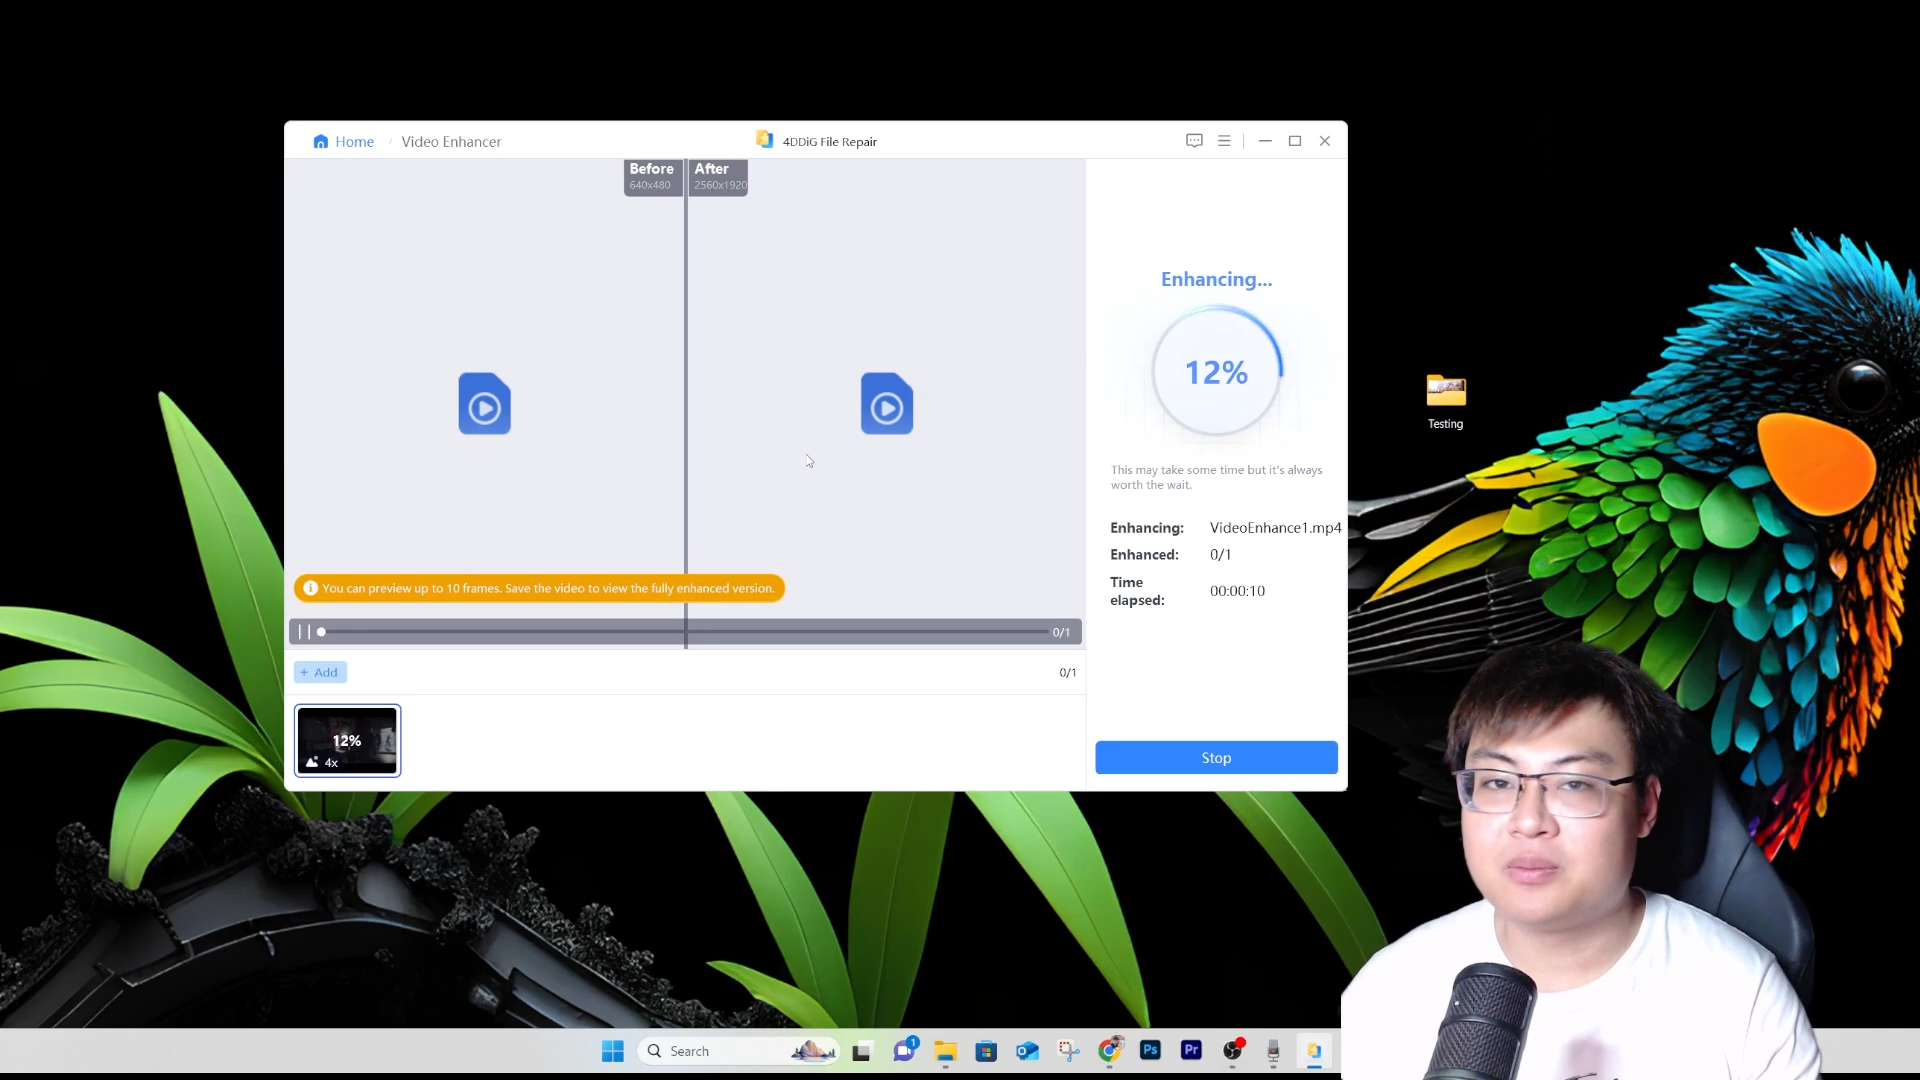 Home / Video Enhancer
4DDiG File Repair
Before
640x480
After
2560x1920
Enhancing...
12%
This may take some time but it's always
worth the wait.
Enhancing: VideoEnhance1.mp4
Enhanced: 0/1
Time
elapsed: 00:00:10
You can preview up to 10 frames. Save the video to view the fully enhanced version.
0/1
+ Add
0/1
12%
4x
Stop
Testing
Search
1
Ps
Pr